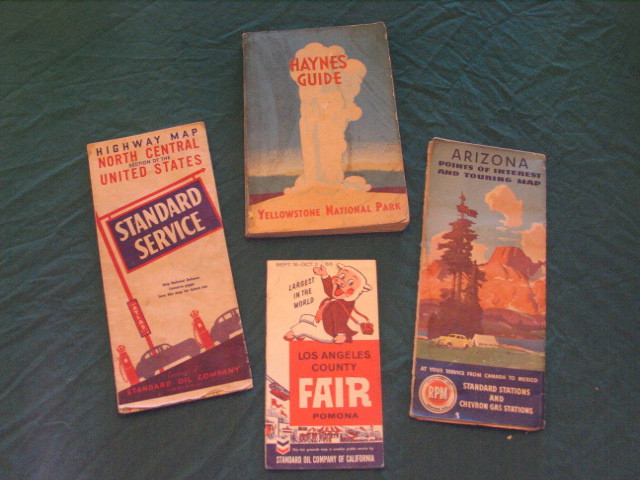 HAYNES
GUIDE
YELLOWSTONE NATIONAL PARK
HIGHWAY MAP
NORTH CENTRAL
SECTION OF THE
UNITED STATES
STANDARD
SERVICE
STANDARD OIL COMPANY
ARIZONA
POINTS OF INTEREST
AND TOURING MAP
AT YOUR SERVICE FROM CANADA TO MEXICO
RPM
STANDARD STATIONS
AND
CHEVRON GAS STATIONS
LARGEST
IN THE
WORLD
LOS ANGELES
COUNTY
FAIR
POMONA
STANDARD OIL COMPANY OF CALIFORNIA